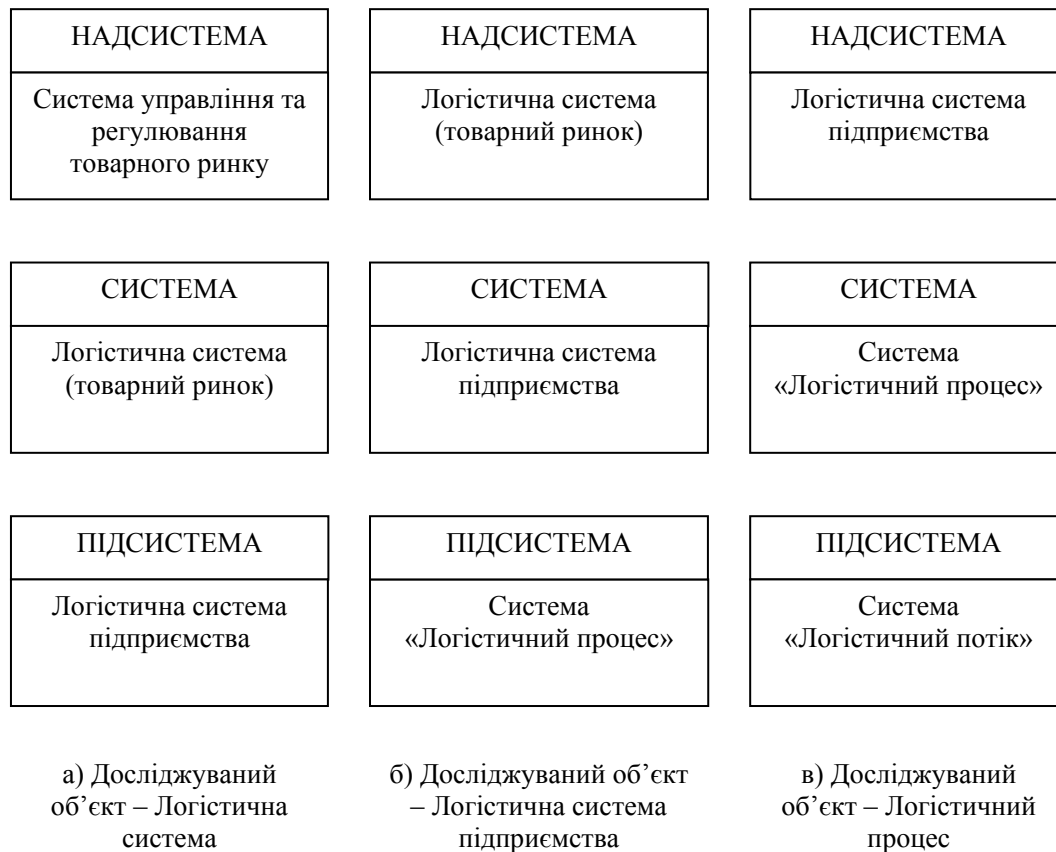 НАДСИСТЕМА
Система управління та
регулювання
товарного ринку
НАДСИСТЕМА
Логістична система
(товарний ринок)
НАДСИСТЕМА
Логістична система
підприємства
СИСТЕМА
Логістична система
(товарний ринок)
СИСТЕМА
Логістична система
підприємства
СИСТЕМА
Система
«Логістичний процес»
ПІДСИСТЕМА
Логістична система
підприємства
ПІДСИСТЕМА
Система
«Логістичний процес»
ПІДСИСТЕМА
Система
«Логістичний потік»
а) Досліджуваний
об’єкт – Логістична
система
б) Досліджуваний об’єкт
– Логістична система
підприємства
в) Досліджуваний
об’єкт – Логістичний
процес